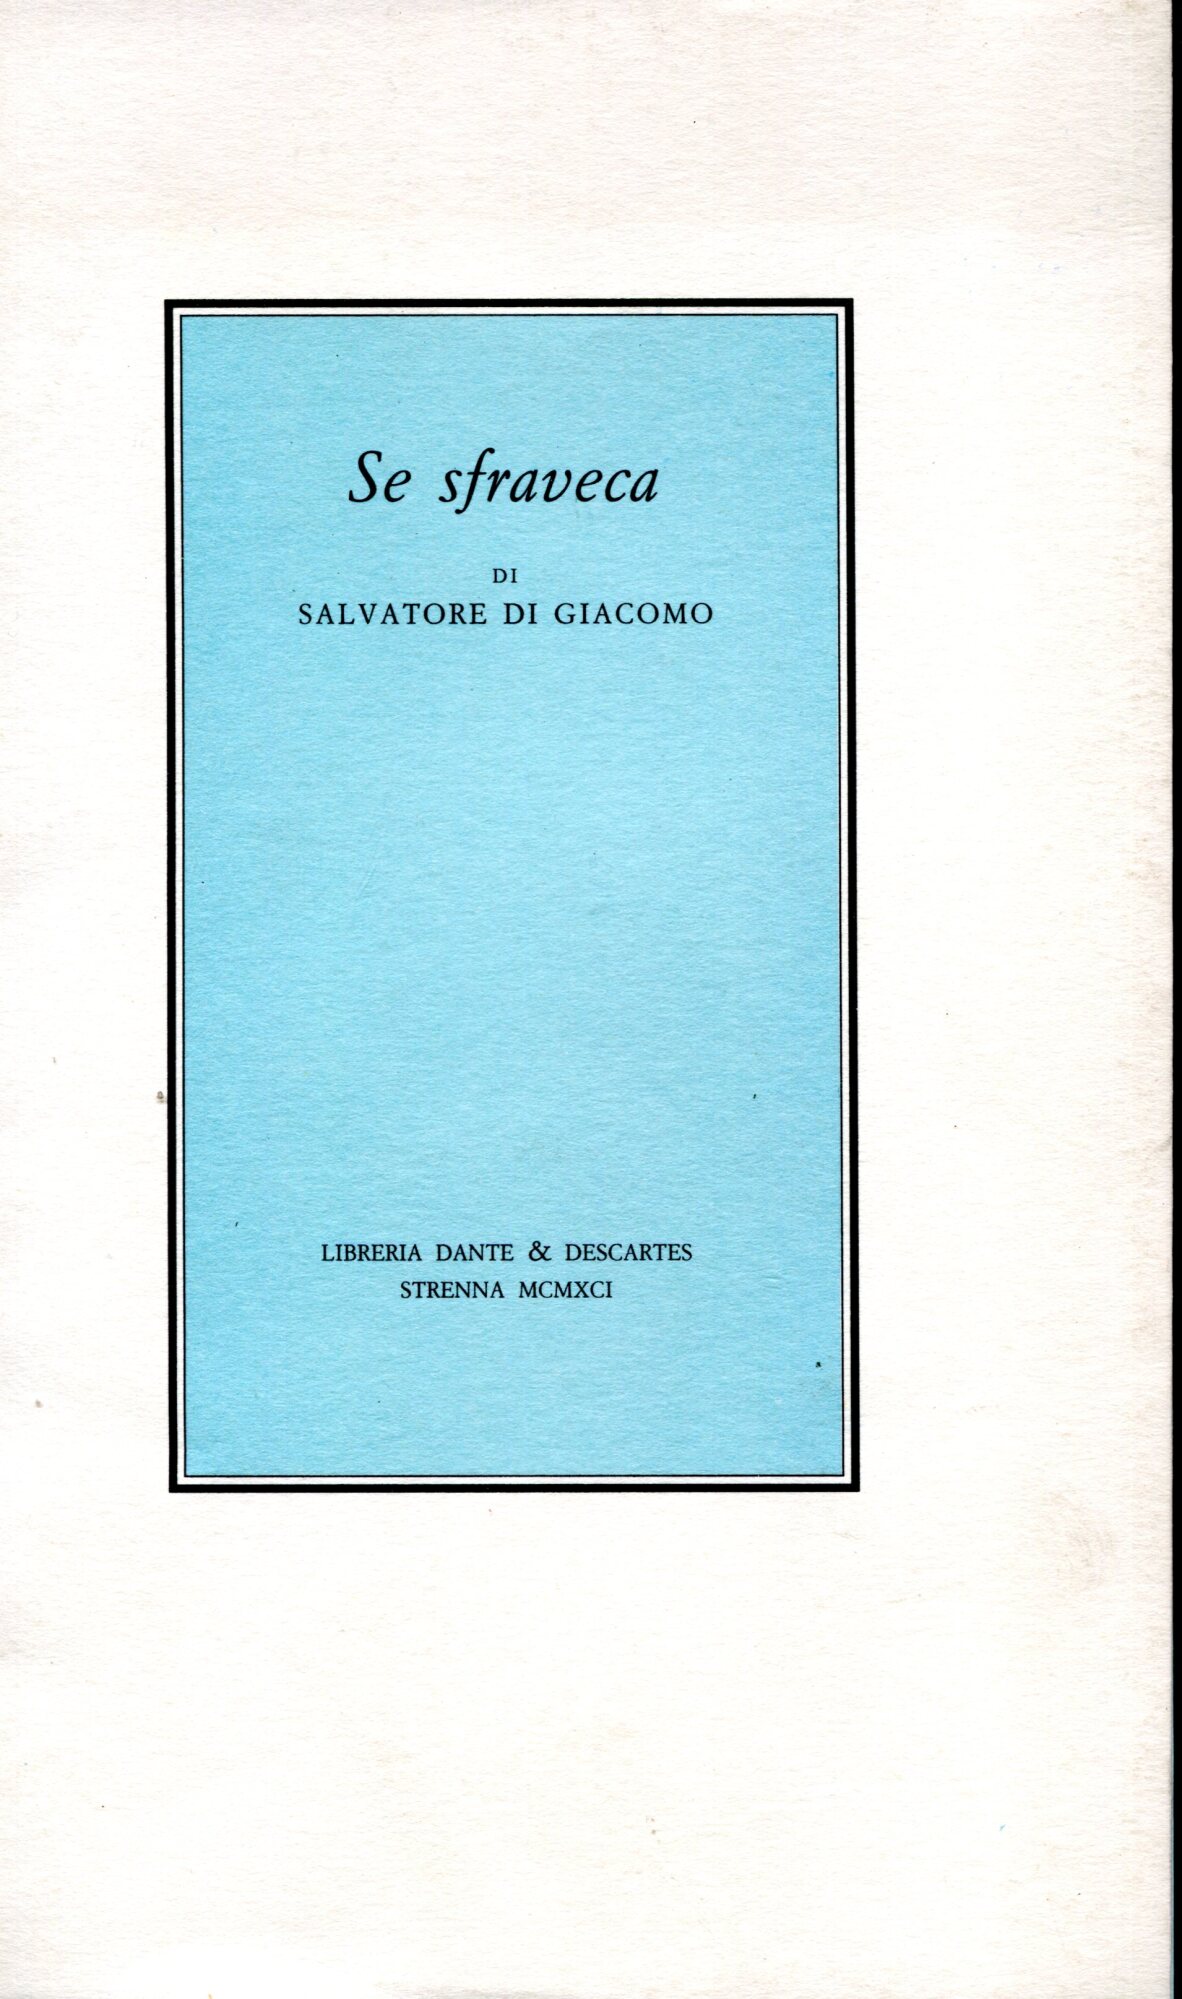 Se sfraveca
DI
SALVATORE DI GIACOMO
LIBRERIA DANTE & DESCARTES
STRENNA MCMXCI